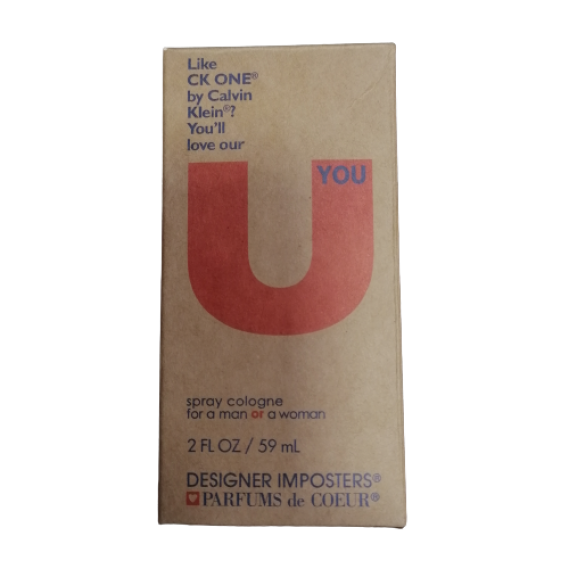 Like
CK ONE®
by Calvin
Klein®?
You'll
love our
U YOU
spray cologne
for a man or a woman
2 FL OZ / 59 mL
DESIGNER IMPOSTERS®
PARFUMS de COEUR®